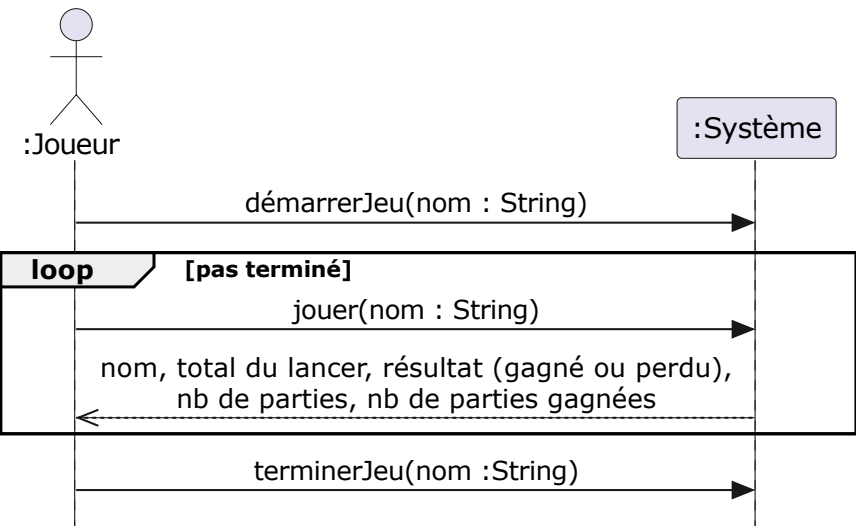 :Joueur
:Système
démarrerJeu(nom : String)
loop
[pas terminé]
jouer(nom : String)
nom, total du lancer, résultat (gagné ou perdu),
nb de parties, nb de parties gagnées
terminerJeu(nom :String)